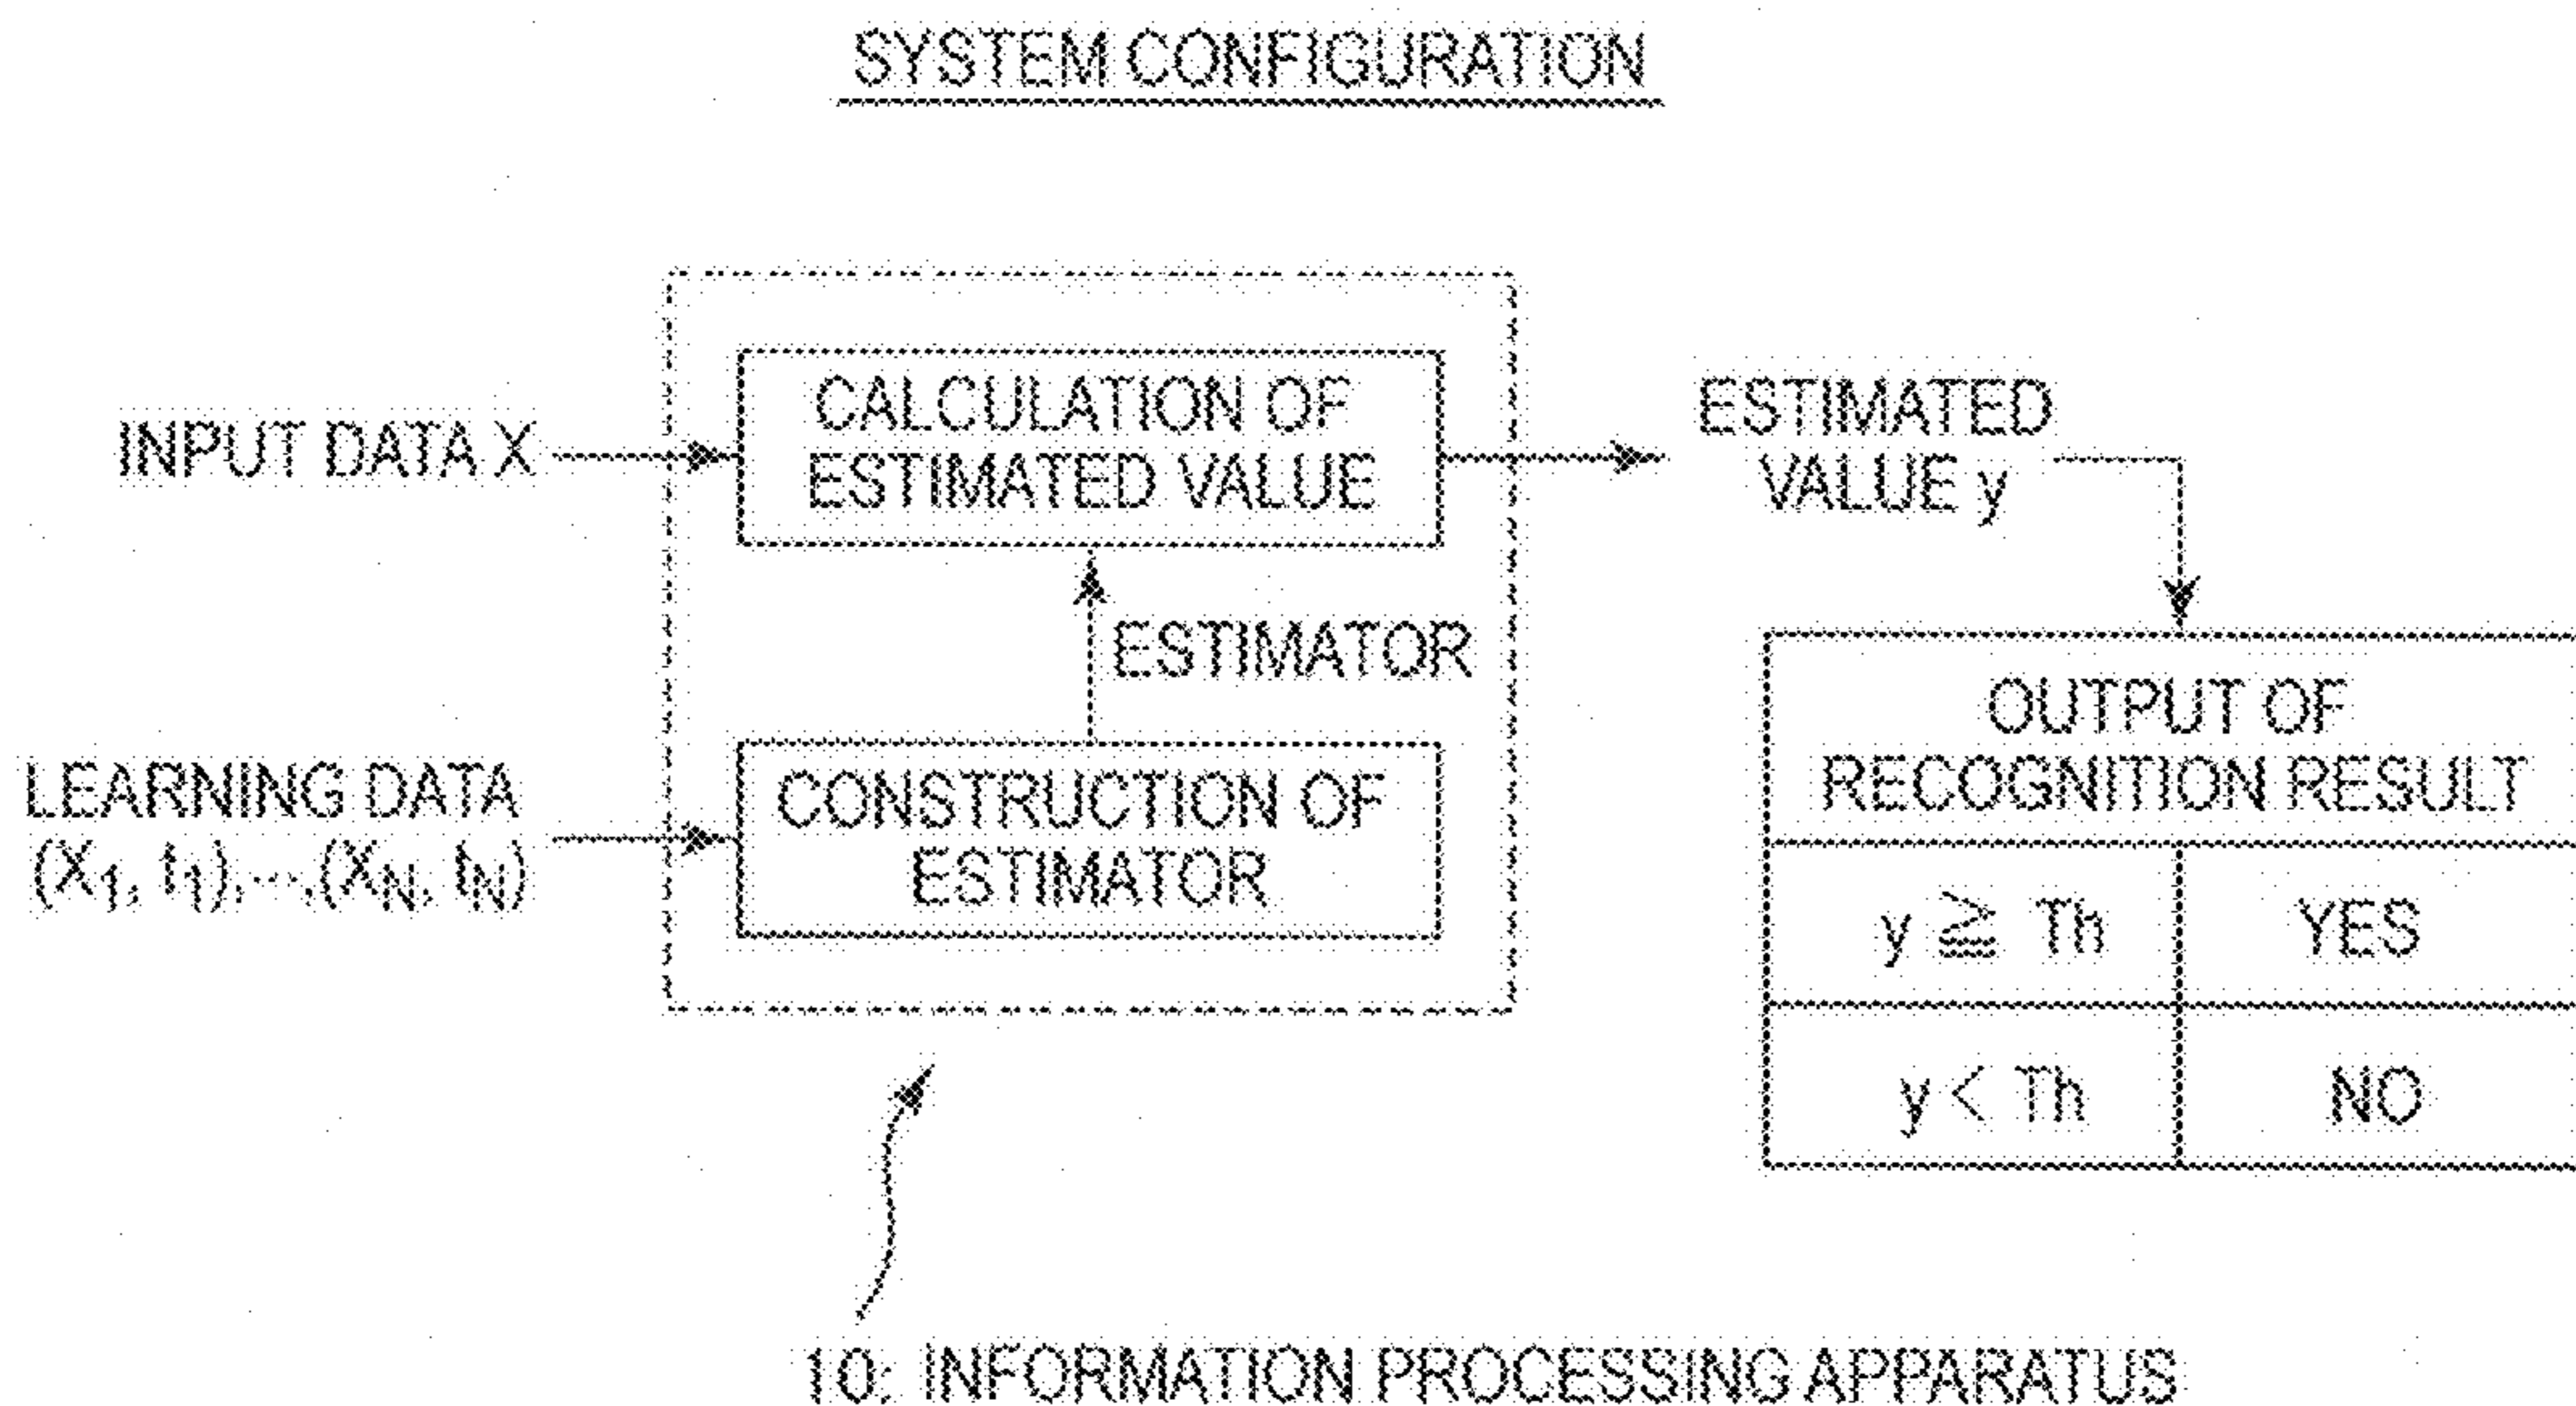 SYSTEM CONFIGURATION
INPUT DATA X
CALCULATION OF
ESTIMATED VALUE
ESTIMATED
VALUE y
ESTIMATOR
LEARNING DATA
(X1, t1),···,(XN, tN)
CONSTRUCTION OF
ESTIMATOR
OUTPUT OF
RECOGNITION RESULT
y ≧ Th YES
y < Th NO
10: INFORMATION PROCESSING APPARATUS